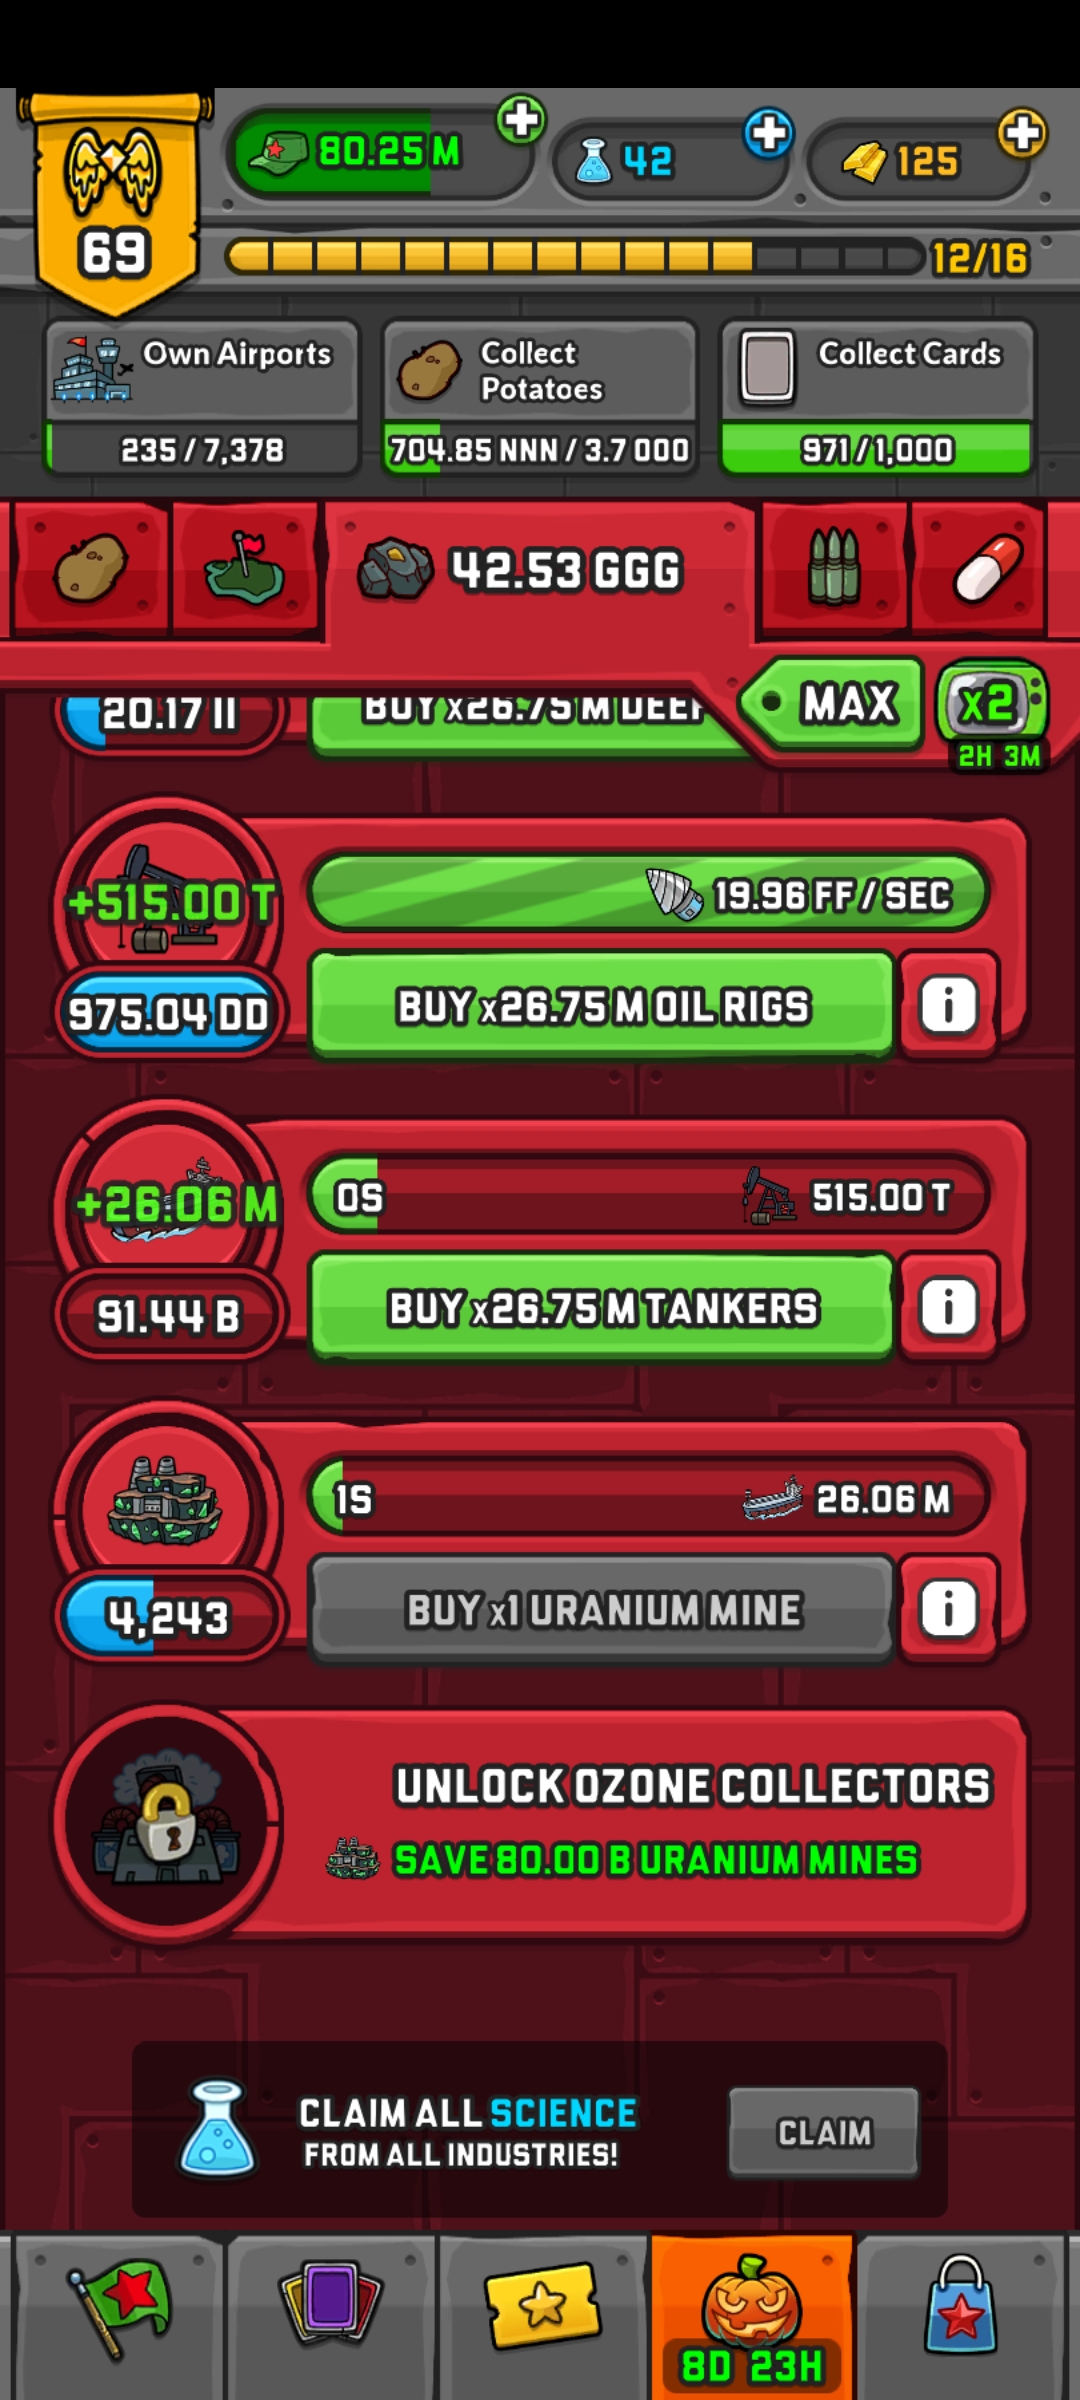 80.25 M
42
125
69
12/16
Own Airports
235 / 7,378
Collect
Potatoes
704.85 NNN / 3.7 OOO
Collect Cards
971 / 1,000
42.53 GGG
MAX
x2
2H 3M
20.17 II
BUY x26.75 M DEEP
+515.00 T
19.96 FF / SEC
975.04 DD
BUY x26.75 M OIL RIGS
i
+26.06 M
0S
515.00 T
91.44 B
BUY x26.75 M TANKERS
i
1S
26.06 M
4,243
BUY x1 URANIUM MINE
i
UNLOCK OZONE COLLECTORS
SAVE 80.00 B URANIUM MINES
CLAIM ALL SCIENCE
FROM ALL INDUSTRIES!
CLAIM
8D 23H